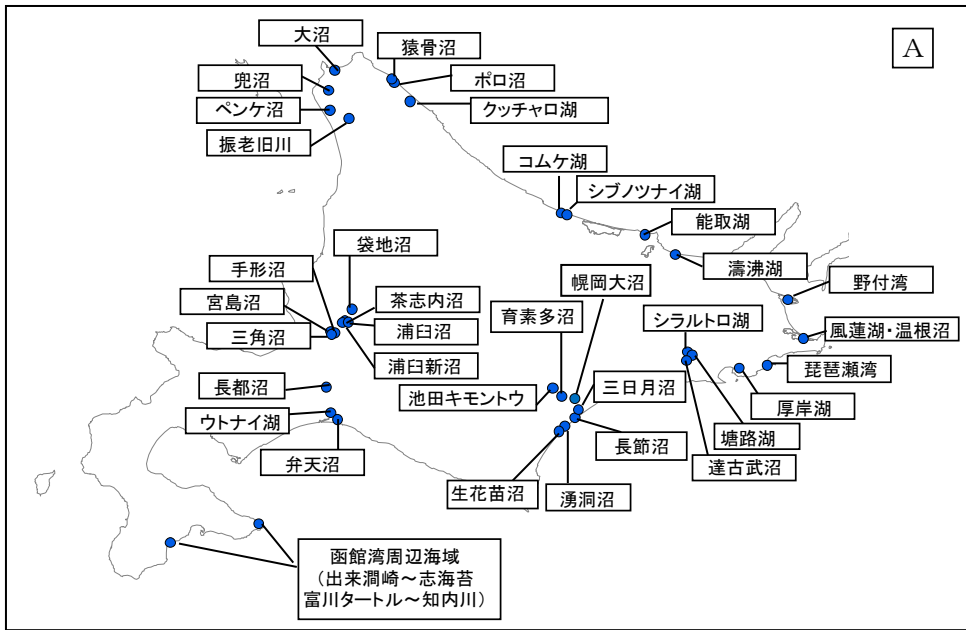 A
大沼
猿骨沼
兜沼
ポロ沼
ペンケ沼
クッチャロ湖
振老旧川
コムケ湖
シブノツナイ湖
能取湖
袋地沼
濤沸湖
手形沼
幌岡大沼
野付湾
宮島沼
茶志内沼
育素多沼
シラルトロ湖
三角沼
浦臼沼
風蓮湖・温根沼
浦臼新沼
琵琶瀬湾
長都沼
池田キモントウ
三日月沼
厚岸湖
ウトナイ湖
長節沼
塘路湖
弁天沼
達古武沼
生花苗沼
湧洞沼
函館湾周辺海域
（出来澗崎～志海苔
富川タートル～知内川）